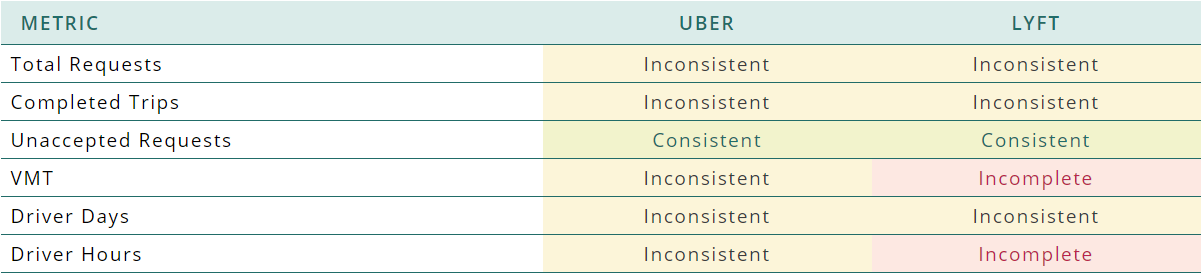 METRIC UBER LYFT
Total Requests Inconsistent Inconsistent
Completed Trips Inconsistent Inconsistent
Unaccepted Requests Consistent Consistent
VMT Inconsistent Incomplete
Driver Days Inconsistent Inconsistent
Driver Hours Inconsistent Incomplete